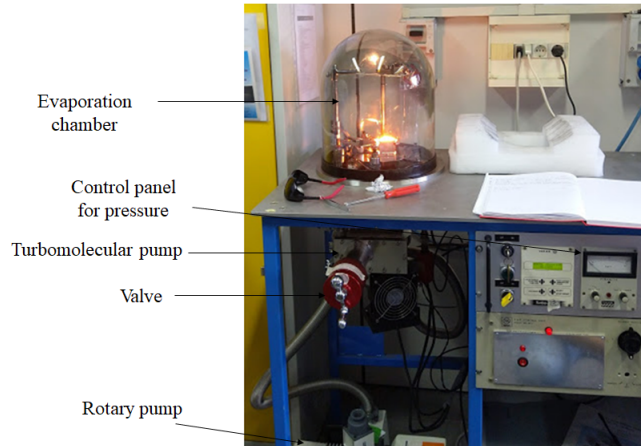 Evaporation
chamber
Control panel
for pressure
Turbomolecular pump
Valve
Rotary pump